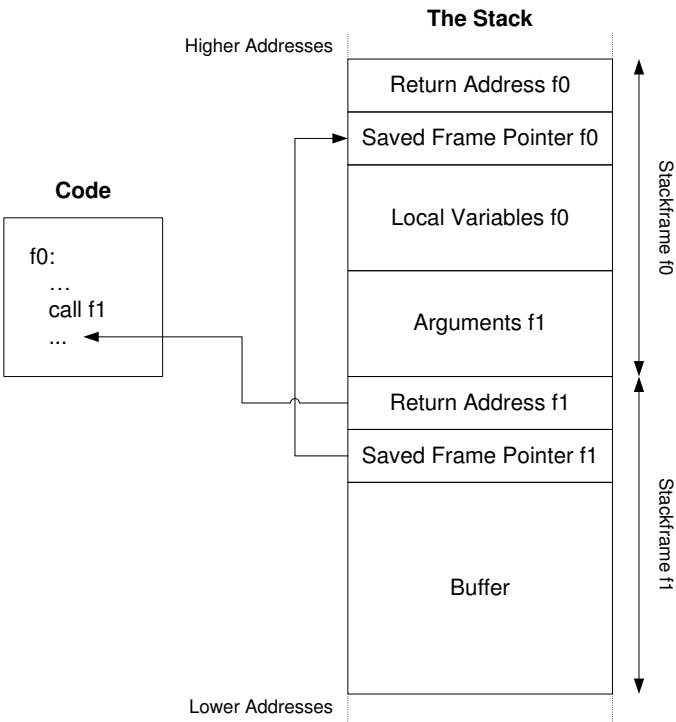 The Stack
Higher Addresses
Return Address f0
Saved Frame Pointer f0
Local Variables f0
Arguments f1
Stackframe f0
Code
f0:
...
call f1
...
Return Address f1
Saved Frame Pointer f1
Buffer
Stackframe f1
Lower Addresses